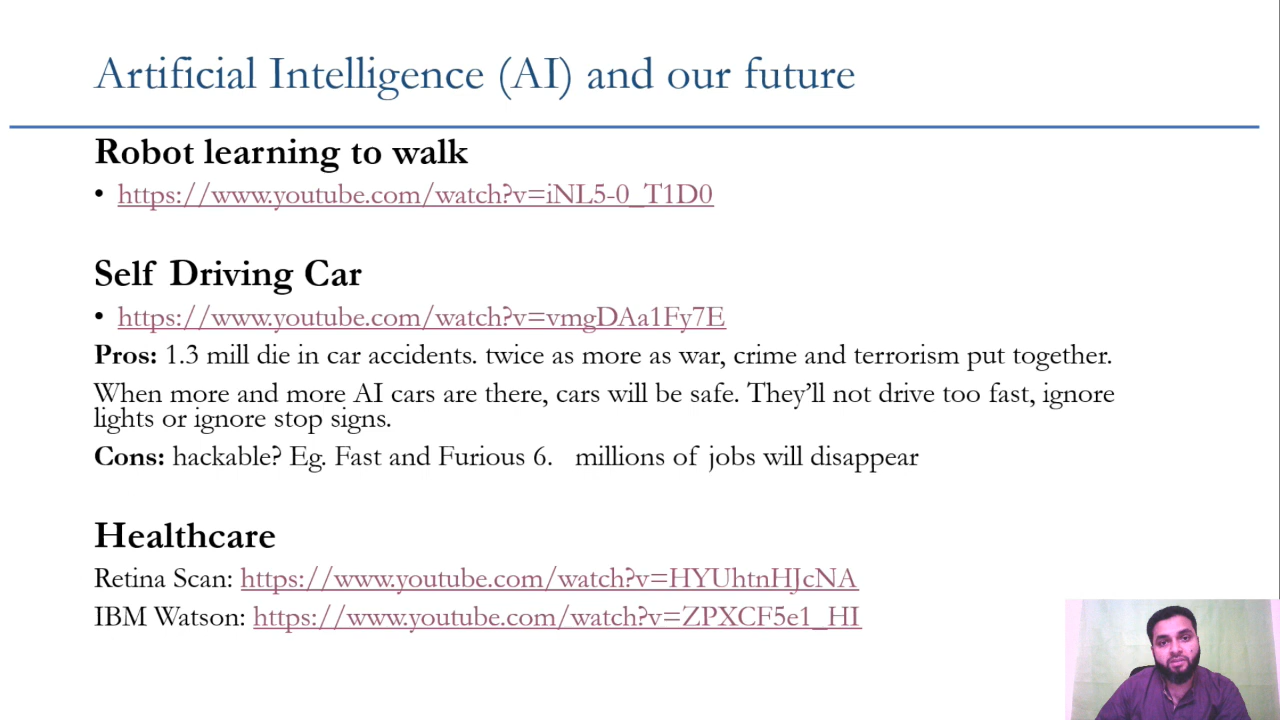 Artificial Intelligence (AI) and our future
Robot learning to walk
• https://www.youtube.com/watch?v=iNL5-0_T1D0
Self Driving Car
• https://www.youtube.com/watch?v=vmgDAa1Fy7E
Pros: 1.3 mill die in car accidents. twice as more as war, crime and terrorism put together.
When more and more AI cars are there, cars will be safe. They’ll not drive too fast, ignore
lights or ignore stop signs.
Cons: hackable? Eg. Fast and Furious 6. millions of jobs will disappear
Healthcare
Retina Scan: https://www.youtube.com/watch?v=HYUhtnHJcNA
IBM Watson: https://www.youtube.com/watch?v=ZPXCF5e1_HI